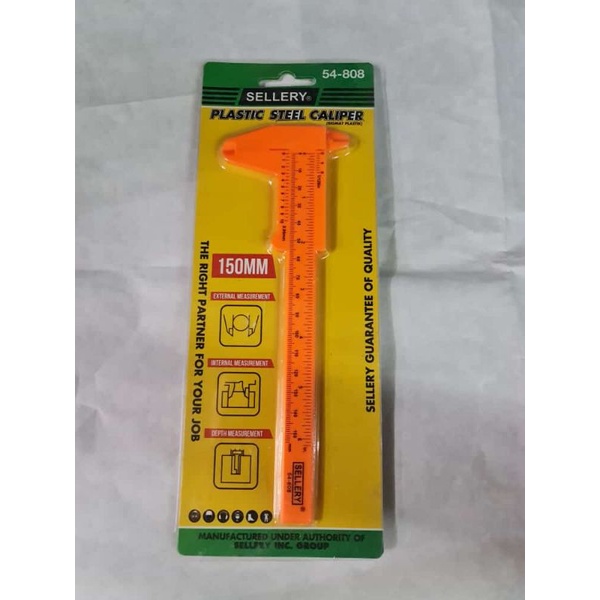 54-808
SELLERY®
PLASTIC STEEL CALIPER
THE RIGHT PARTNER FOR YOUR JOB
150MM
EXTERNAL MEASUREMENT
INTERNAL MEASUREMENT
DEPTH MEASUREMENT
SELLERY GUARANTEE OF QUALITY
SELLERY®
54-808
MANUFACTURED UNDER AUTHORITY OF
SELLERY INC. GROUP